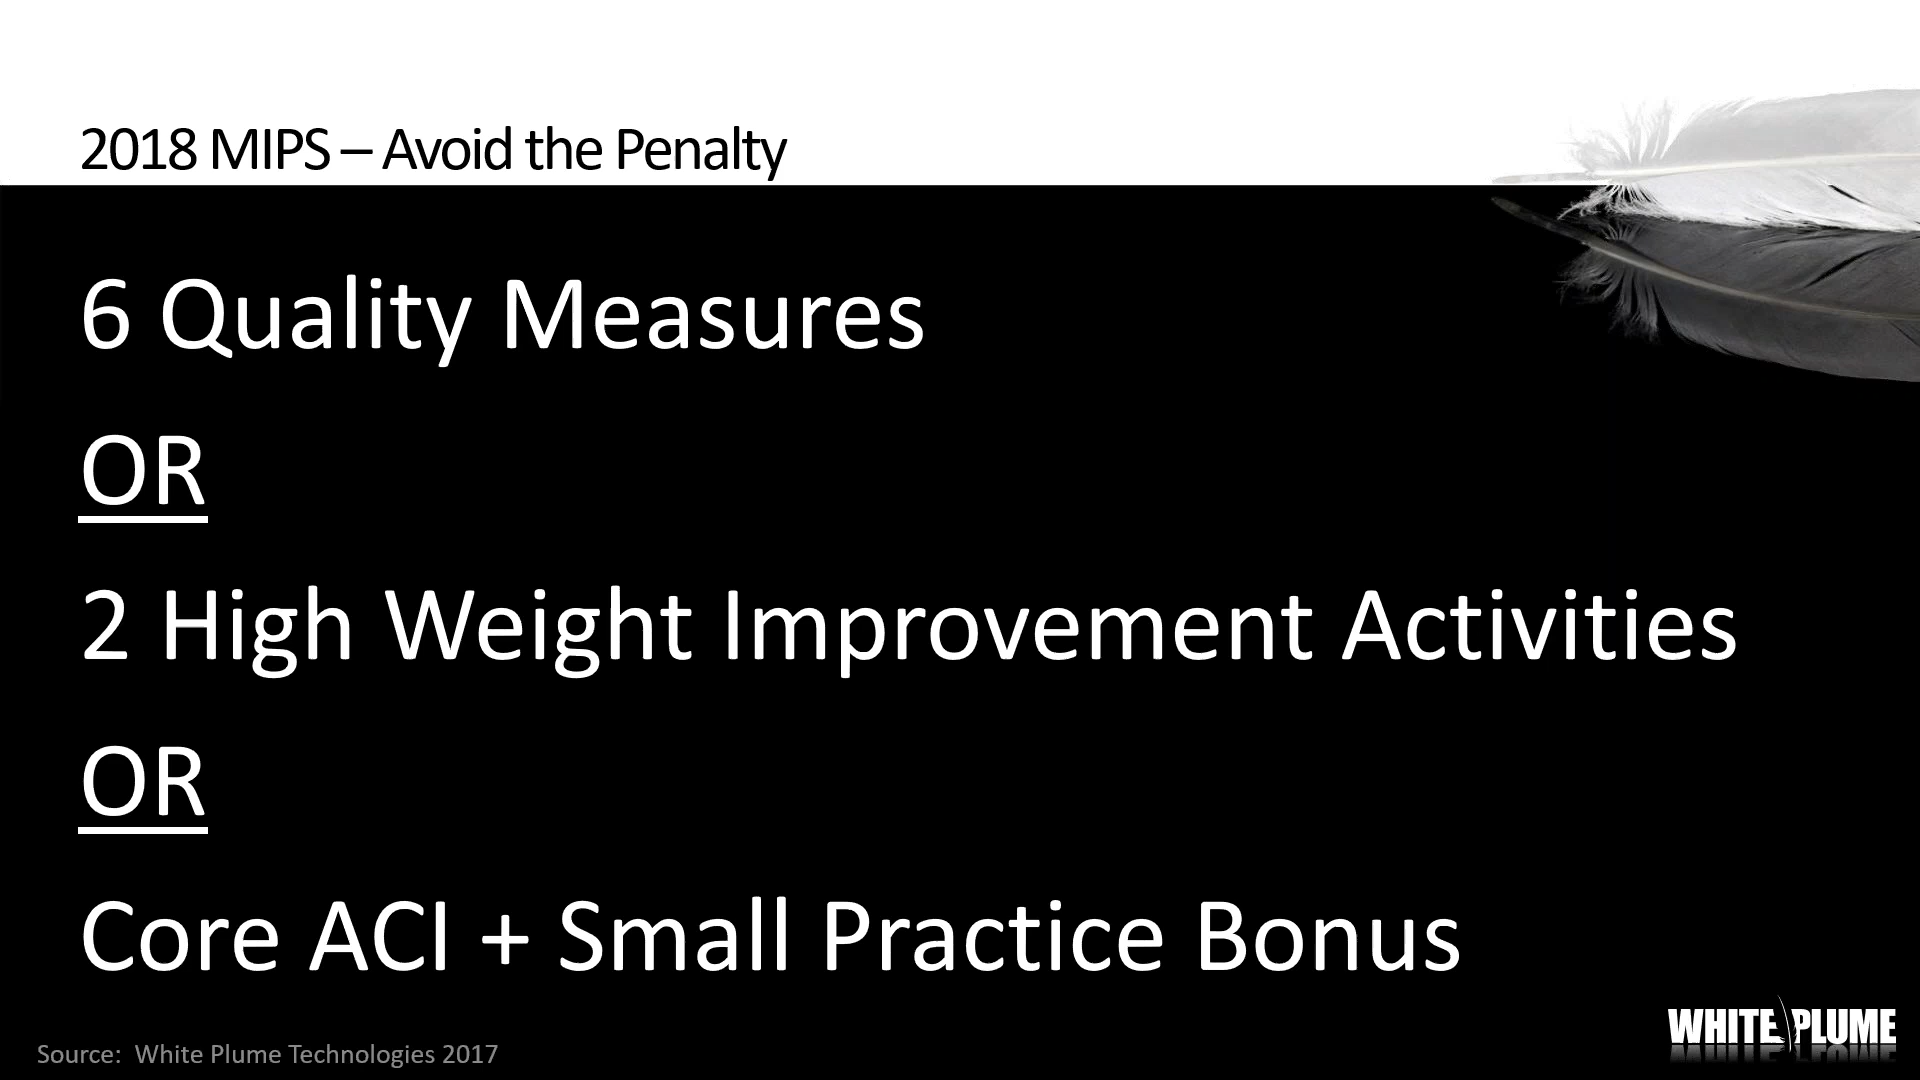 2018 MIPS – Avoid the Penalty
6 Quality Measures
OR
2 High Weight Improvement Activities
OR
Core ACI + Small Practice Bonus
WHITE PLUME
Source:  White Plume Technologies 2017